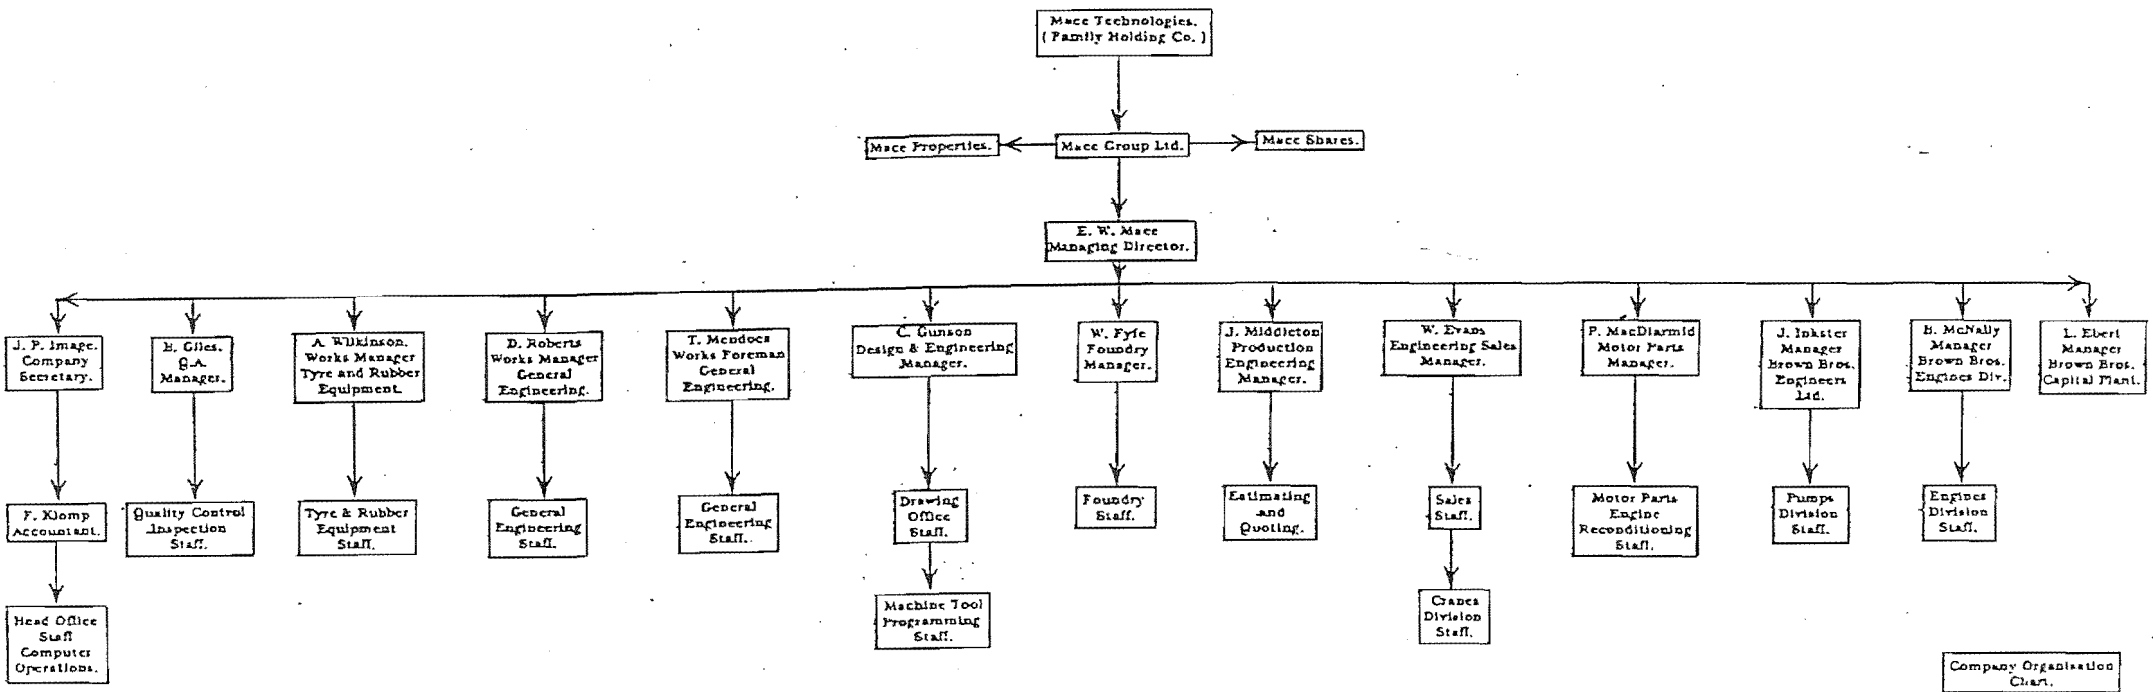 Mace Technologies.
( Family Holding Co. )
Mace Properties.
Mace Group Ltd.
Mace Shares.
E. W. Mace
Managing Director.
J. P. Image.
Company
Secretary.
B. Giles.
Q.A.
Manager.
A. Wilkinson.
Works Manager
Tyre and Rubber
Equipment.
D. Roberts
Works Manager
General
Engineering.
T. Mendoes
Works Foreman
General
Engineering.
C. Gunson
Design & Engineering
Manager.
W. Fyfe
Foundry
Manager.
J. Middleton
Production
Engineering
Manager.
W. Evans
Engineering Sales
Manager.
P. MacDiarmid
Motor Parts
Manager.
J. Inkster
Manager
Brown Bros.
Engineers
Ltd.
B. McNally
Manager
Brown Bros.
Engines Div.
L. Ebert
Manager
Brown Bros.
Capital Plant.
F. Klomp
Accountant.
Quality Control
Inspection
Staff.
Tyre & Rubber
Equipment
Staff.
General
Engineering
Staff.
General
Engineering
Staff.
Drawing
Office
Staff.
Foundry
Staff.
Estimating
and
Quoting.
Sales
Staff.
Motor Parts
Engine
Reconditioning
Staff.
Pumps
Division
Staff.
Engines
Division
Staff.
Head Office
Staff
Computer
Operations.
Machine Tool
Programming
Staff.
Cranes
Division
Staff.
Company Organisation
Chart.